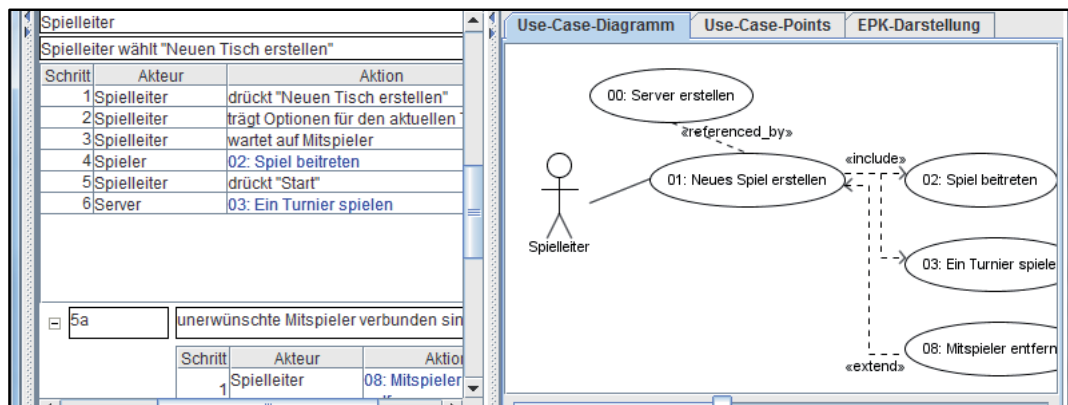 Spielleiter
Spielleiter wählt "Neuen Tisch erstellen"
Schritt Akteur Aktion
1 Spielleiter drückt "Neuen Tisch erstellen"
2 Spielleiter trägt Optionen für den aktuellen
3 Spielleiter wartet auf Mitspieler
4 Spieler 02: Spiel beitreten
5 Spielleiter drückt "Start"
6 Server 03: Ein Turnier spielen
5a unerwünschte Mitspieler verbunden sin
Schritt Akteur Aktion
1 Spielleiter 08: Mitspieler
Use-Case-Diagramm Use-Case-Points EPK-Darstellung
00: Server erstellen
«referenced_by»
«include»
01: Neues Spiel erstellen
02: Spiel beitreten
Spielleiter
03: Ein Turnier spiele
08: Mitspieler entfern
«extend»